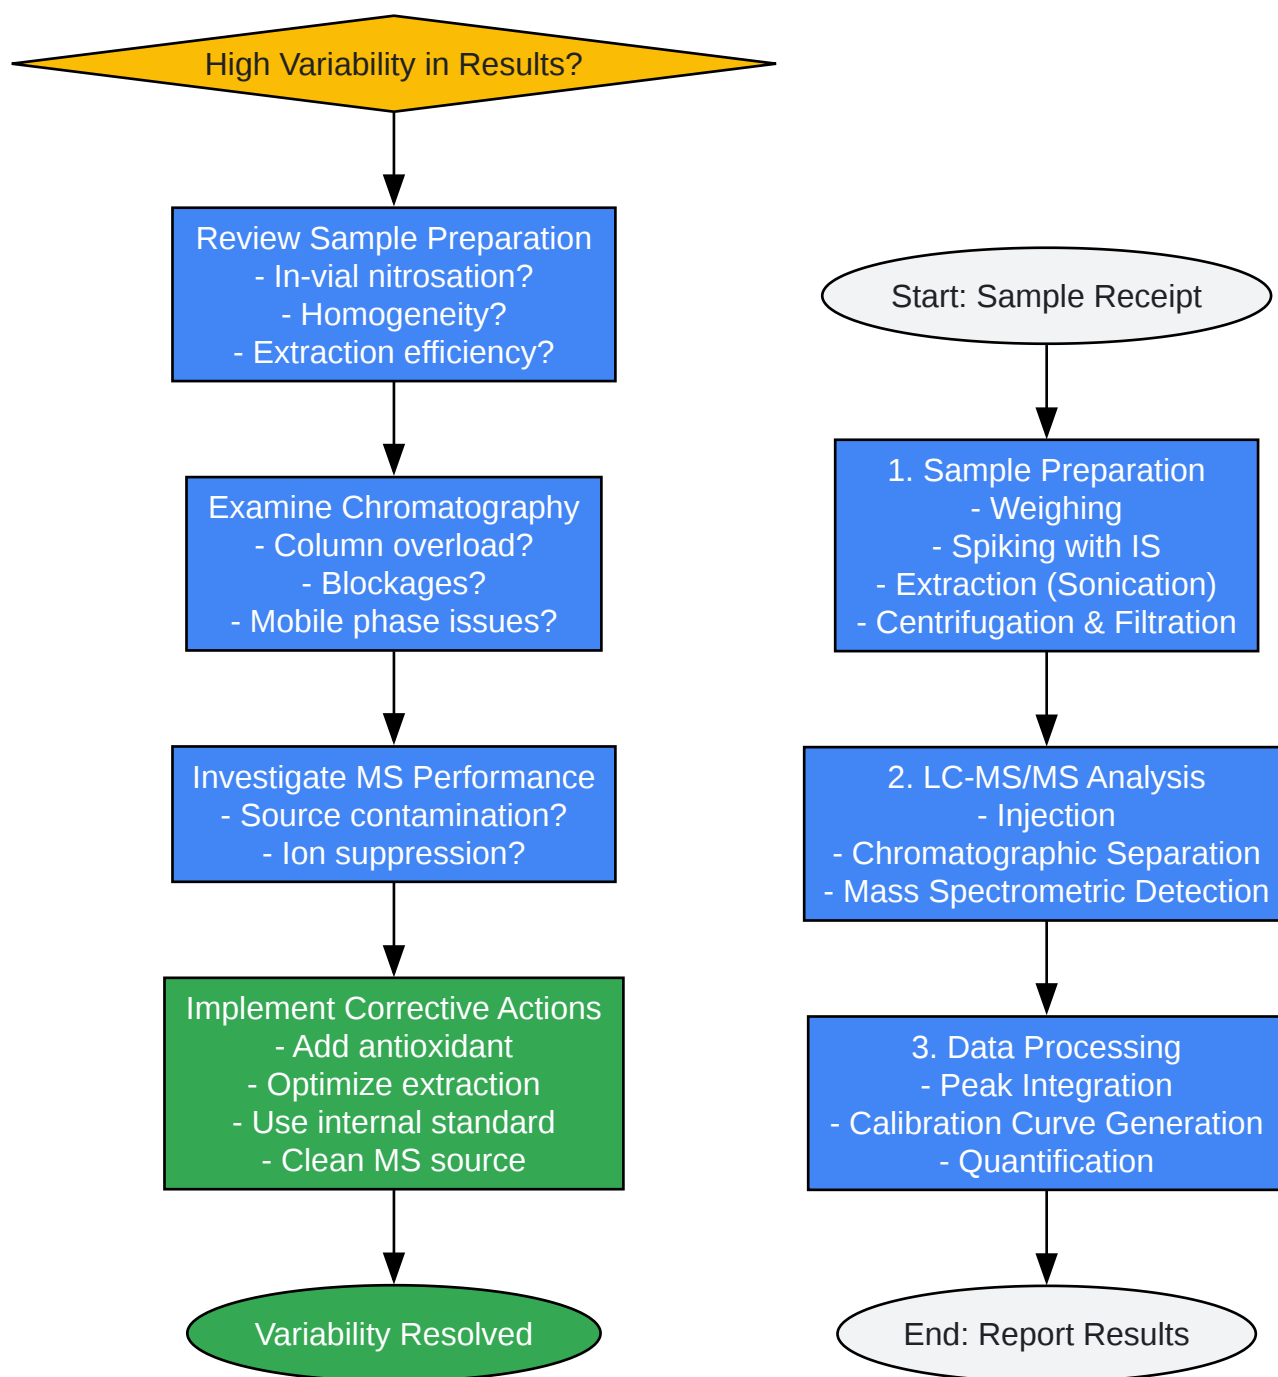 High Variability in Results?
Review Sample Preparation
- In-vial nitrosation?
- Homogeneity?
- Extraction efficiency?
Examine Chromatography
- Column overload?
- Blockages?
- Mobile phase issues?
Investigate MS Performance
- Source contamination?
- Ion suppression?
Implement Corrective Actions
- Add antioxidant
- Optimize extraction
- Use internal standard
- Clean MS source
Variability Resolved
Start: Sample Receipt
1. Sample Preparation
- Weighing
- Spiking with IS
- Extraction (Sonication)
- Centrifugation & Filtration
2. LC-MS/MS Analysis
- Injection
- Chromatographic Separation
- Mass Spectrometric Detection
3. Data Processing
- Peak Integration
- Calibration Curve Generation
- Quantification
End: Report Results